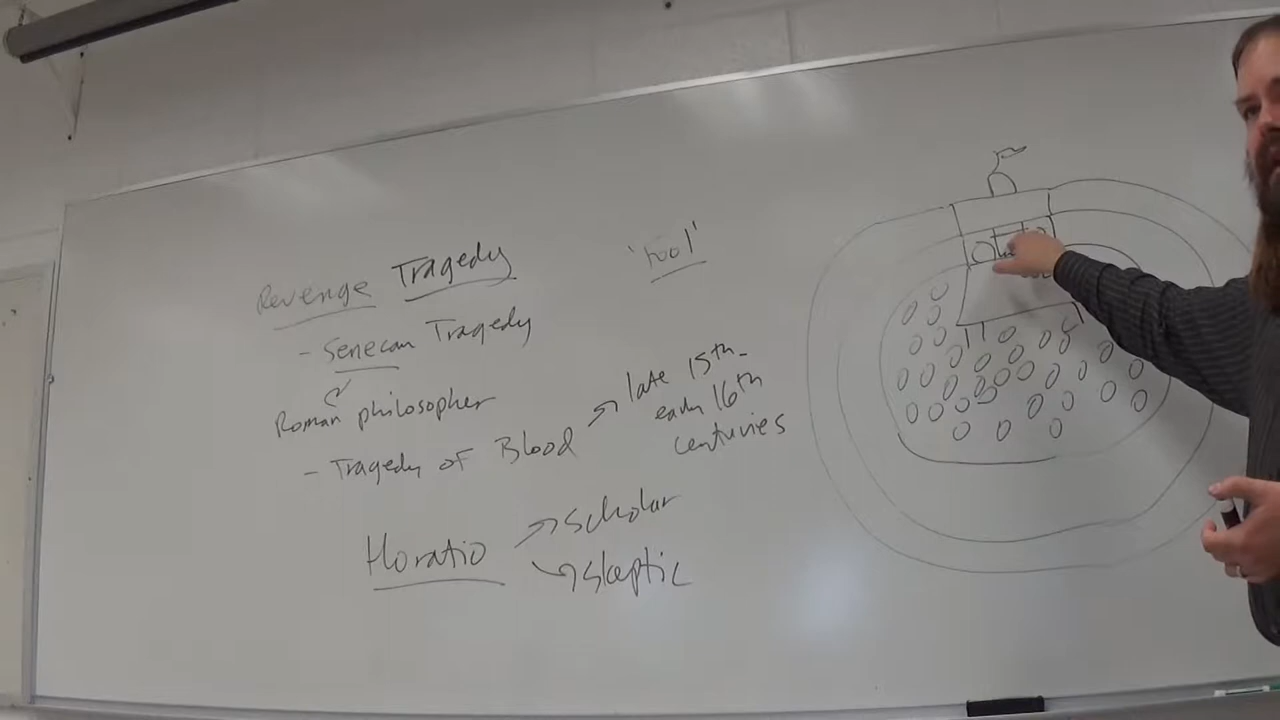 Revenge Tragedy
- Senecan Tragedy
Roman philosopher
- Tragedy of Blood
late 15th-
early 16th
centuries
Horatio
scholar
skeptic
'Fool'